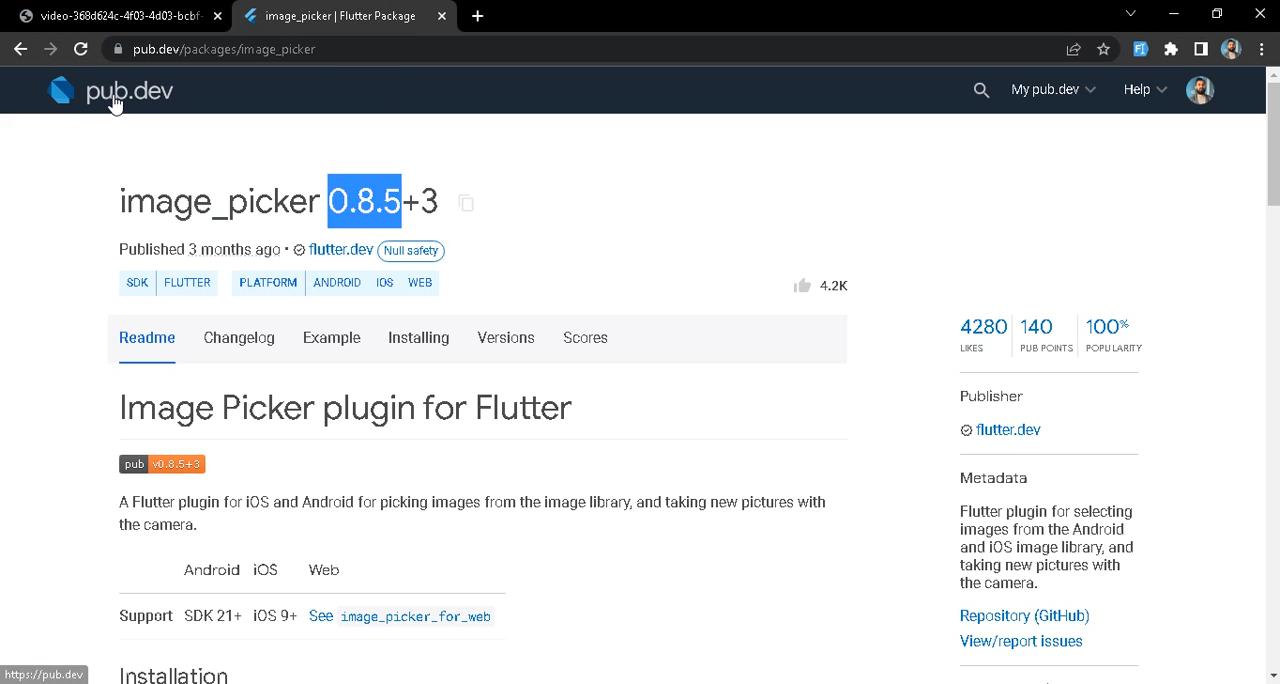 video-368d624c-4f03-4d03-bcbf-
image_picker | Flutter Package
pub.dev/packages/image_picker
pub.dev
My pub.dev
Help
image_picker 0.8.5+3
Published 3 months ago • flutter.dev Null safety
SDK FLUTTER PLATFORM ANDROID IOS WEB
4.2K
Readme Changelog Example Installing Versions Scores
Image Picker plugin for Flutter
pub v0.8.5+3
A Flutter plugin for iOS and Android for picking images from the image library, and taking new pictures with
the camera.
Android iOS Web
Support SDK 21+ iOS 9+ See image_picker_for_web
Installation
4280 140 100%
LIKES PUB POINTS POPULARITY
Publisher
flutter.dev
Metadata
Flutter plugin for selecting
images from the Android
and iOS image library, and
taking new pictures with
the camera.
Repository (GitHub)
View/report issues
https://pub.dev